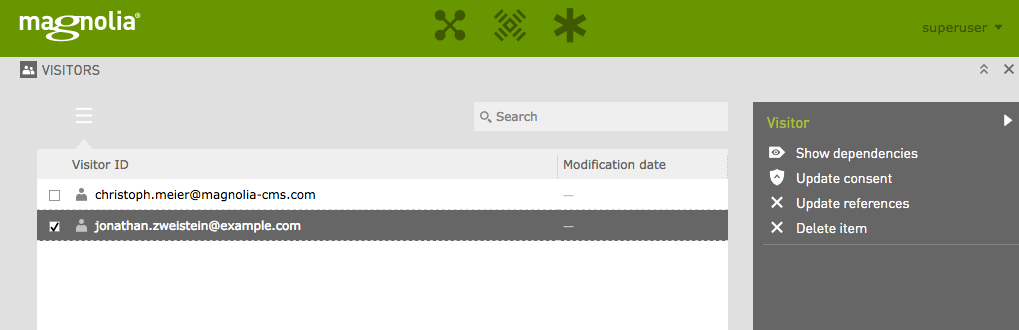 magnolia®
superuser
VISITORS
Search
Visitor ID Modification date
christoph.meier@magnolia-cms.com —
jonathan.zweistein@example.com —
Visitor
Show dependencies
Update consent
Update references
Delete item